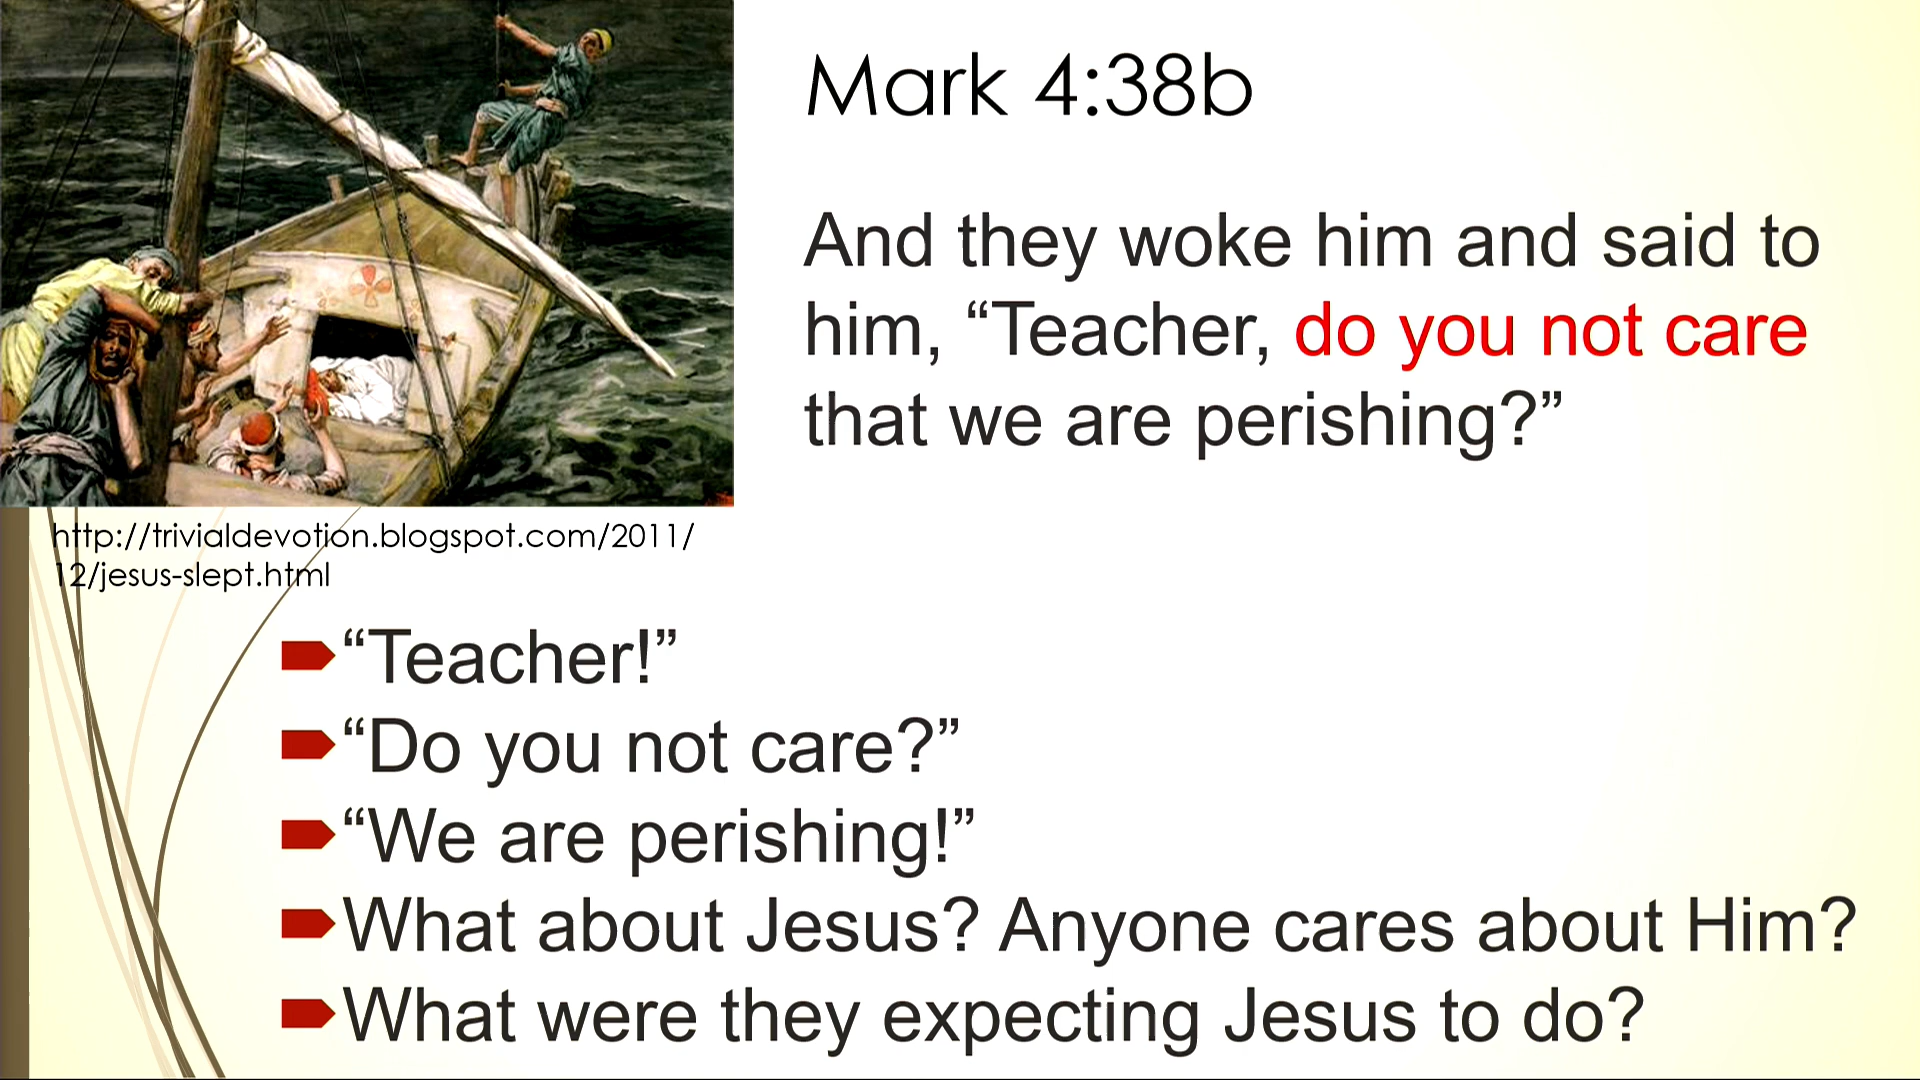 Mark 4:38b
And they woke him and said to
him, “Teacher, do you not care
that we are perishing?”
http://trivialdevotion.blogspot.com/2011/
12/jesus-slept.html
“Teacher!”
“Do you not care?”
“We are perishing!”
What about Jesus? Anyone cares about Him?
What were they expecting Jesus to do?